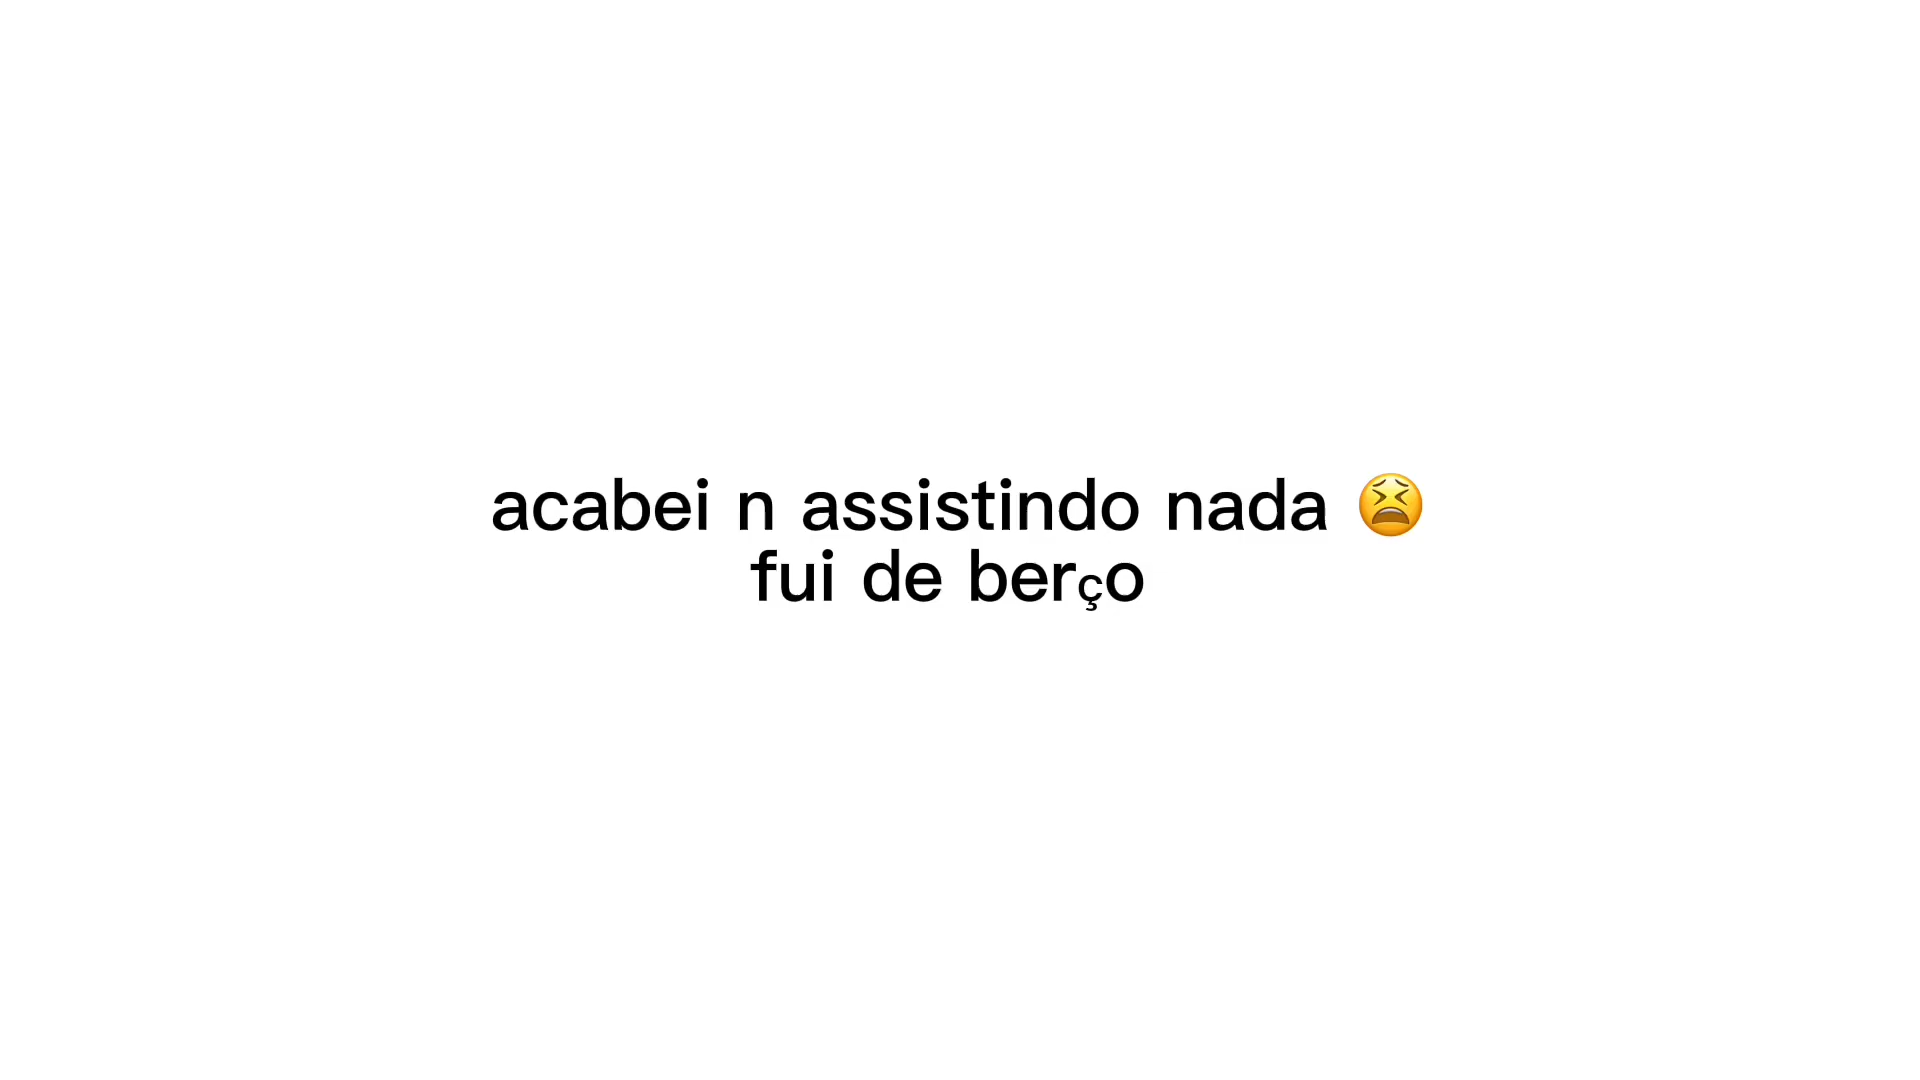 acabei n assistindo nada 😫
fui de berço